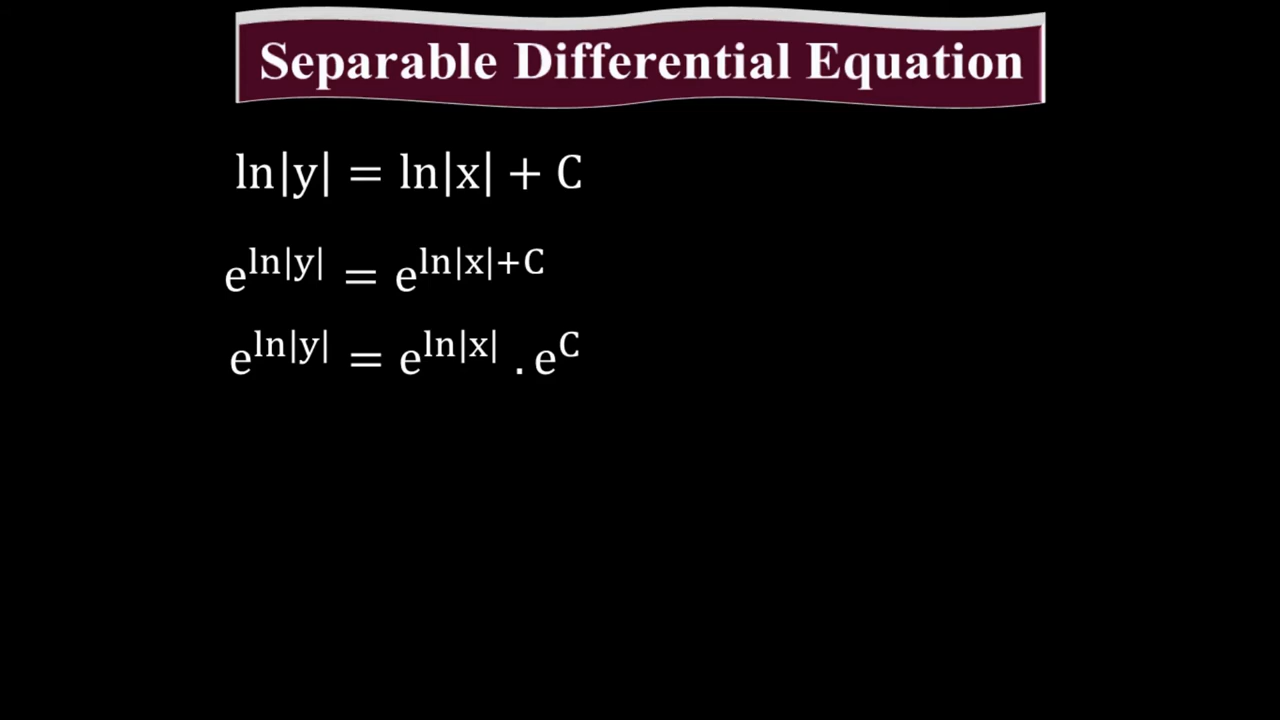 Separable Differential Equation
ln|y| = ln|x| + C
e^{ln|y|} = e^{ln|x|+C}
e^{ln|y|} = e^{ln|x|} . e^{C}